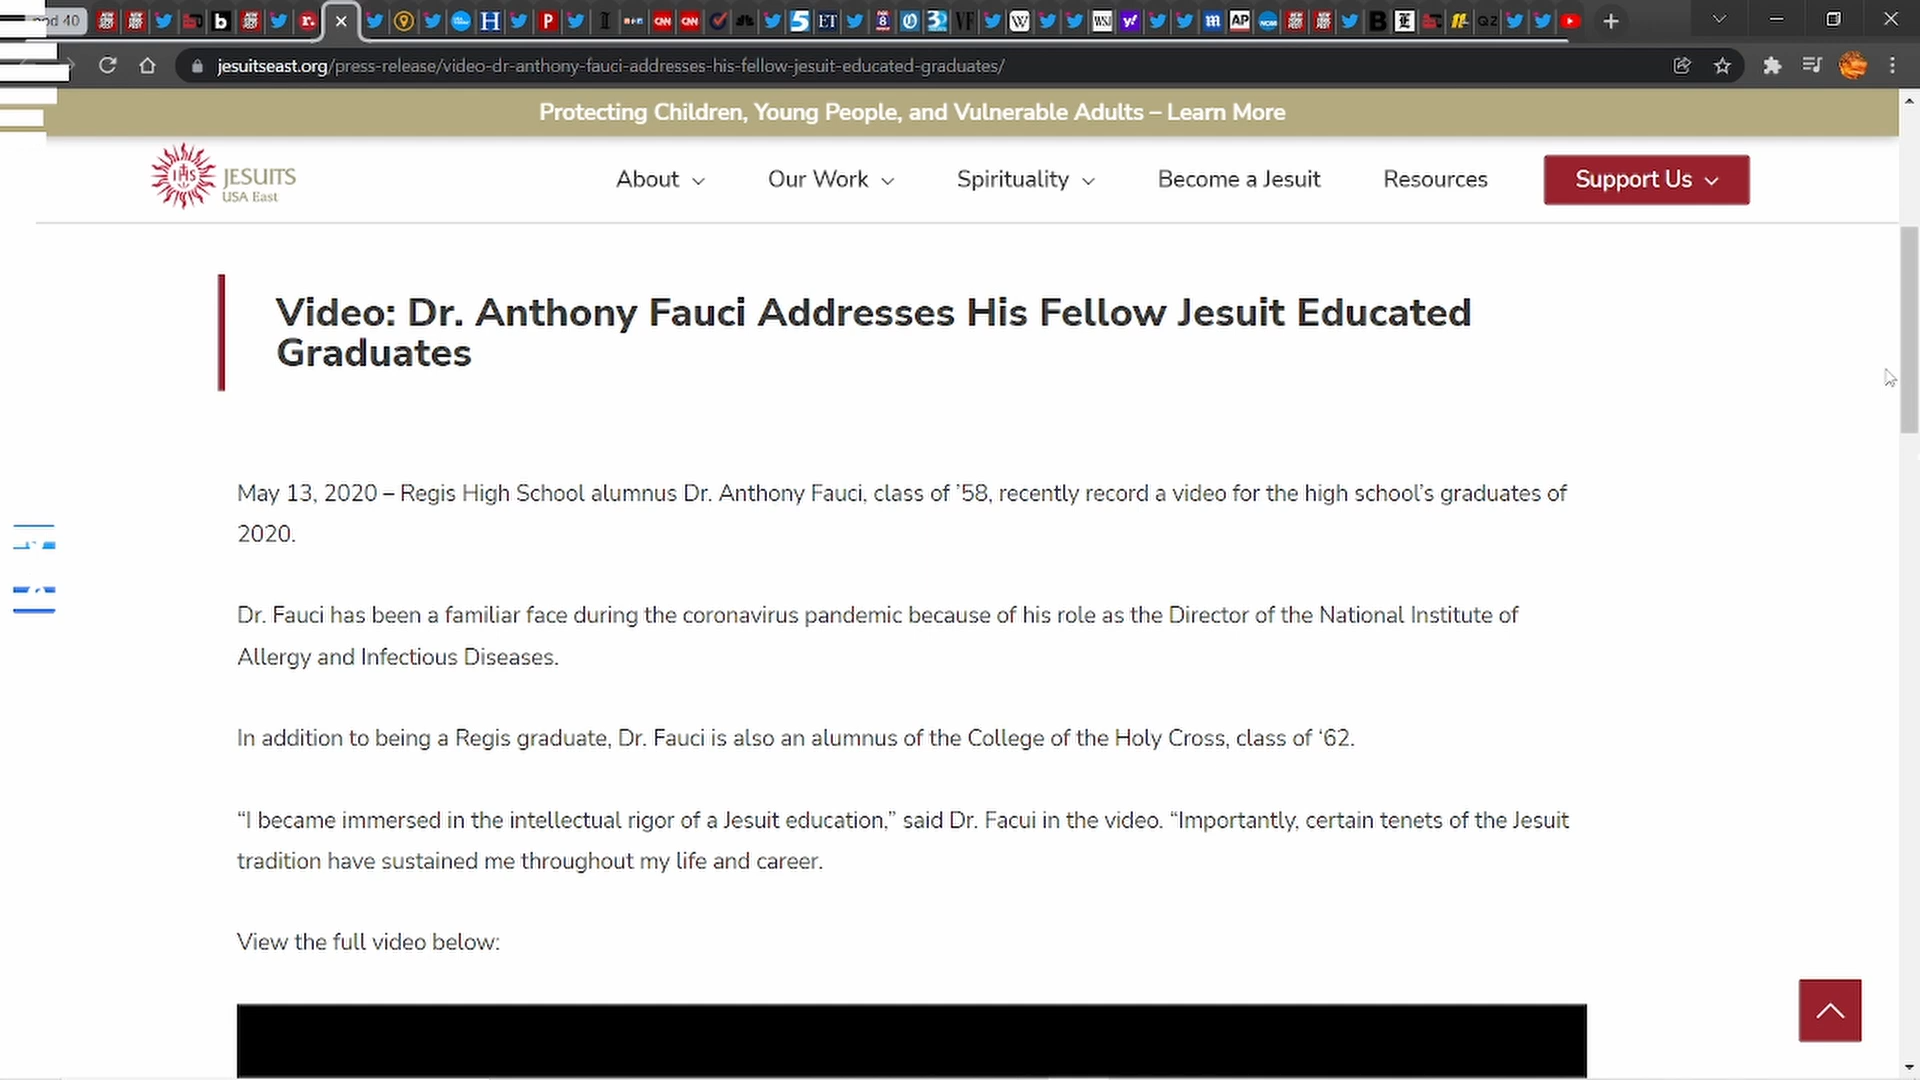 nd 40
jesuitseast.org/press-release/video-dr-anthony-fauci-addresses-his-fellow-jesuit-educated-graduates/
Protecting Children, Young People, and Vulnerable Adults – Learn More
IHS
JESUITS
USA East
About
Our Work
Spirituality
Become a Jesuit
Resources
Support Us
Video: Dr. Anthony Fauci Addresses His Fellow Jesuit Educated
Graduates
May 13, 2020 – Regis High School alumnus Dr. Anthony Fauci, class of ’58, recently record a video for the high school’s graduates of
2020.
Dr. Fauci has been a familiar face during the coronavirus pandemic because of his role as the Director of the National Institute of
Allergy and Infectious Diseases.
In addition to being a Regis graduate, Dr. Fauci is also an alumnus of the College of the Holy Cross, class of ‘62.
“I became immersed in the intellectual rigor of a Jesuit education,” said Dr. Facui in the video. “Importantly, certain tenets of the Jesuit
tradition have sustained me throughout my life and career.
View the full video below: